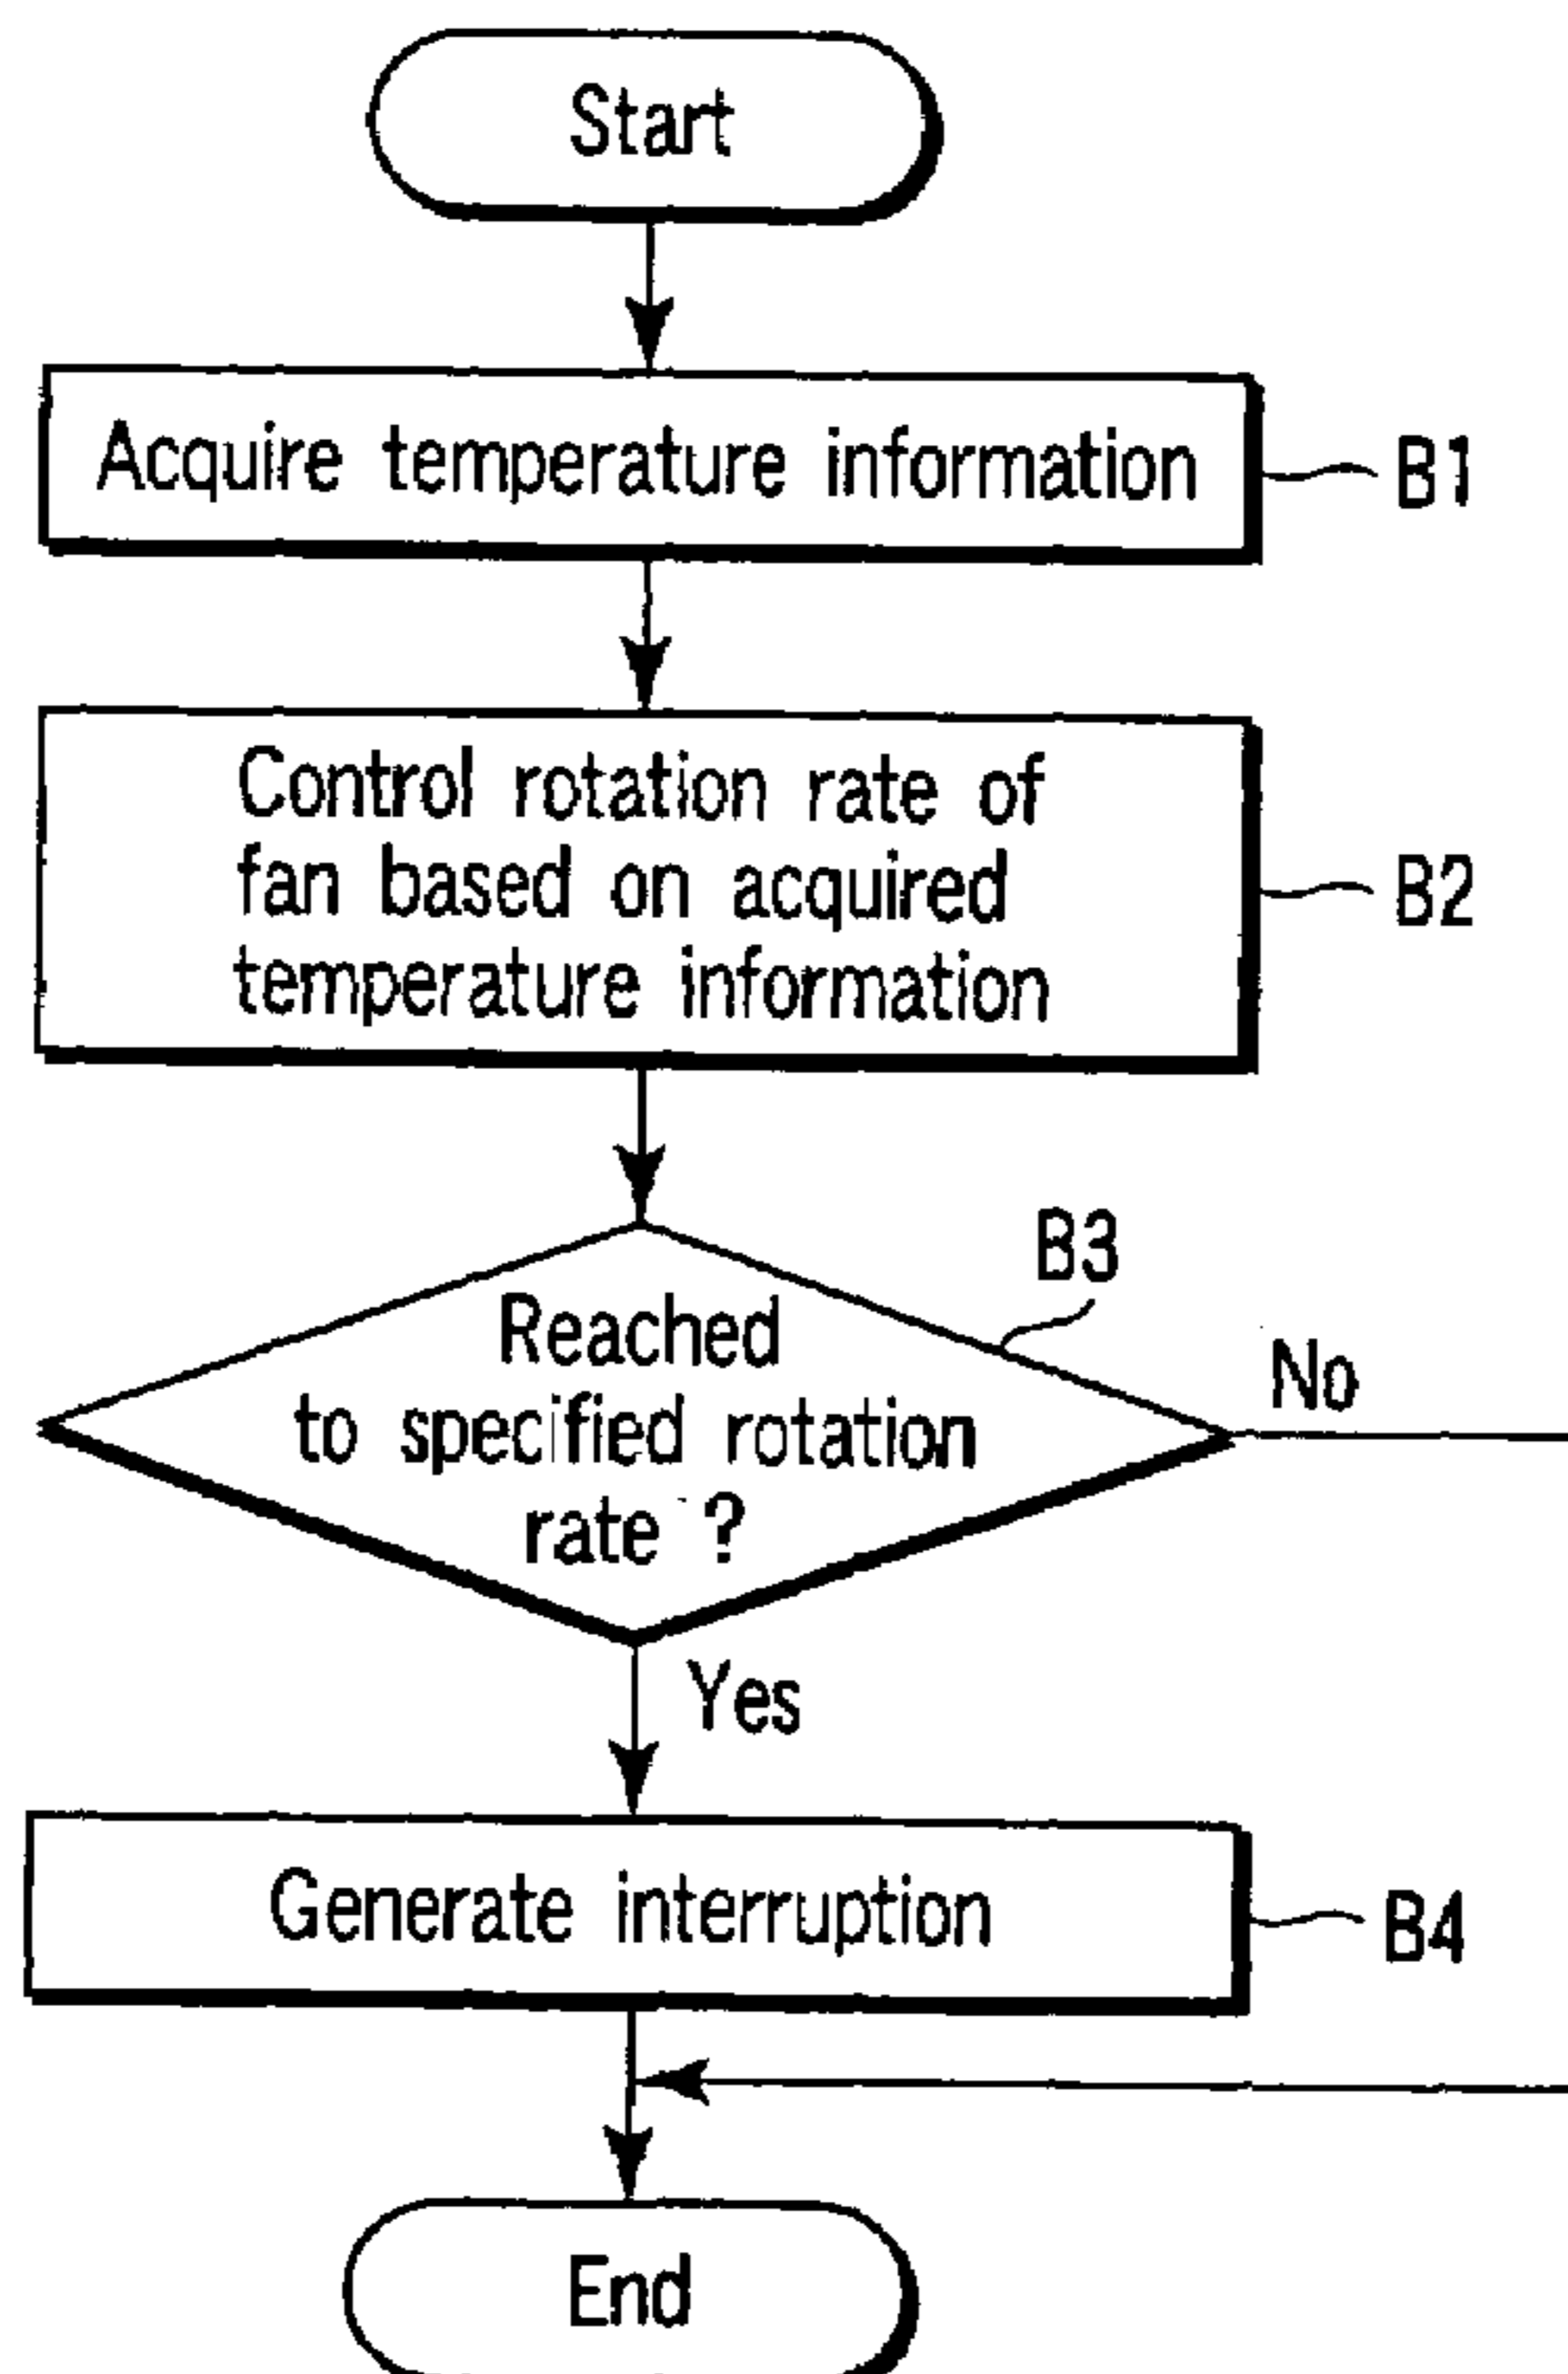 Start
Acquire temperature information
B1
Control rotation rate of
fan based on acquired
temperature information
B2
B3
Reached
to specified rotation
rate ?
No
Yes
Generate interruption
B4
End